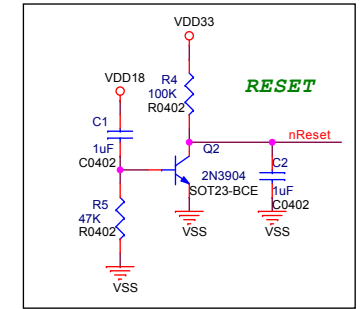 VDD33
VDD18
R4
100K
R0402
RESET
nReset
C1
1uF
C0402
Q2
2N3904
SOT23-BCE
C2
1uF
C0402
R5
47K
R0402
VSS
VSS
VSS